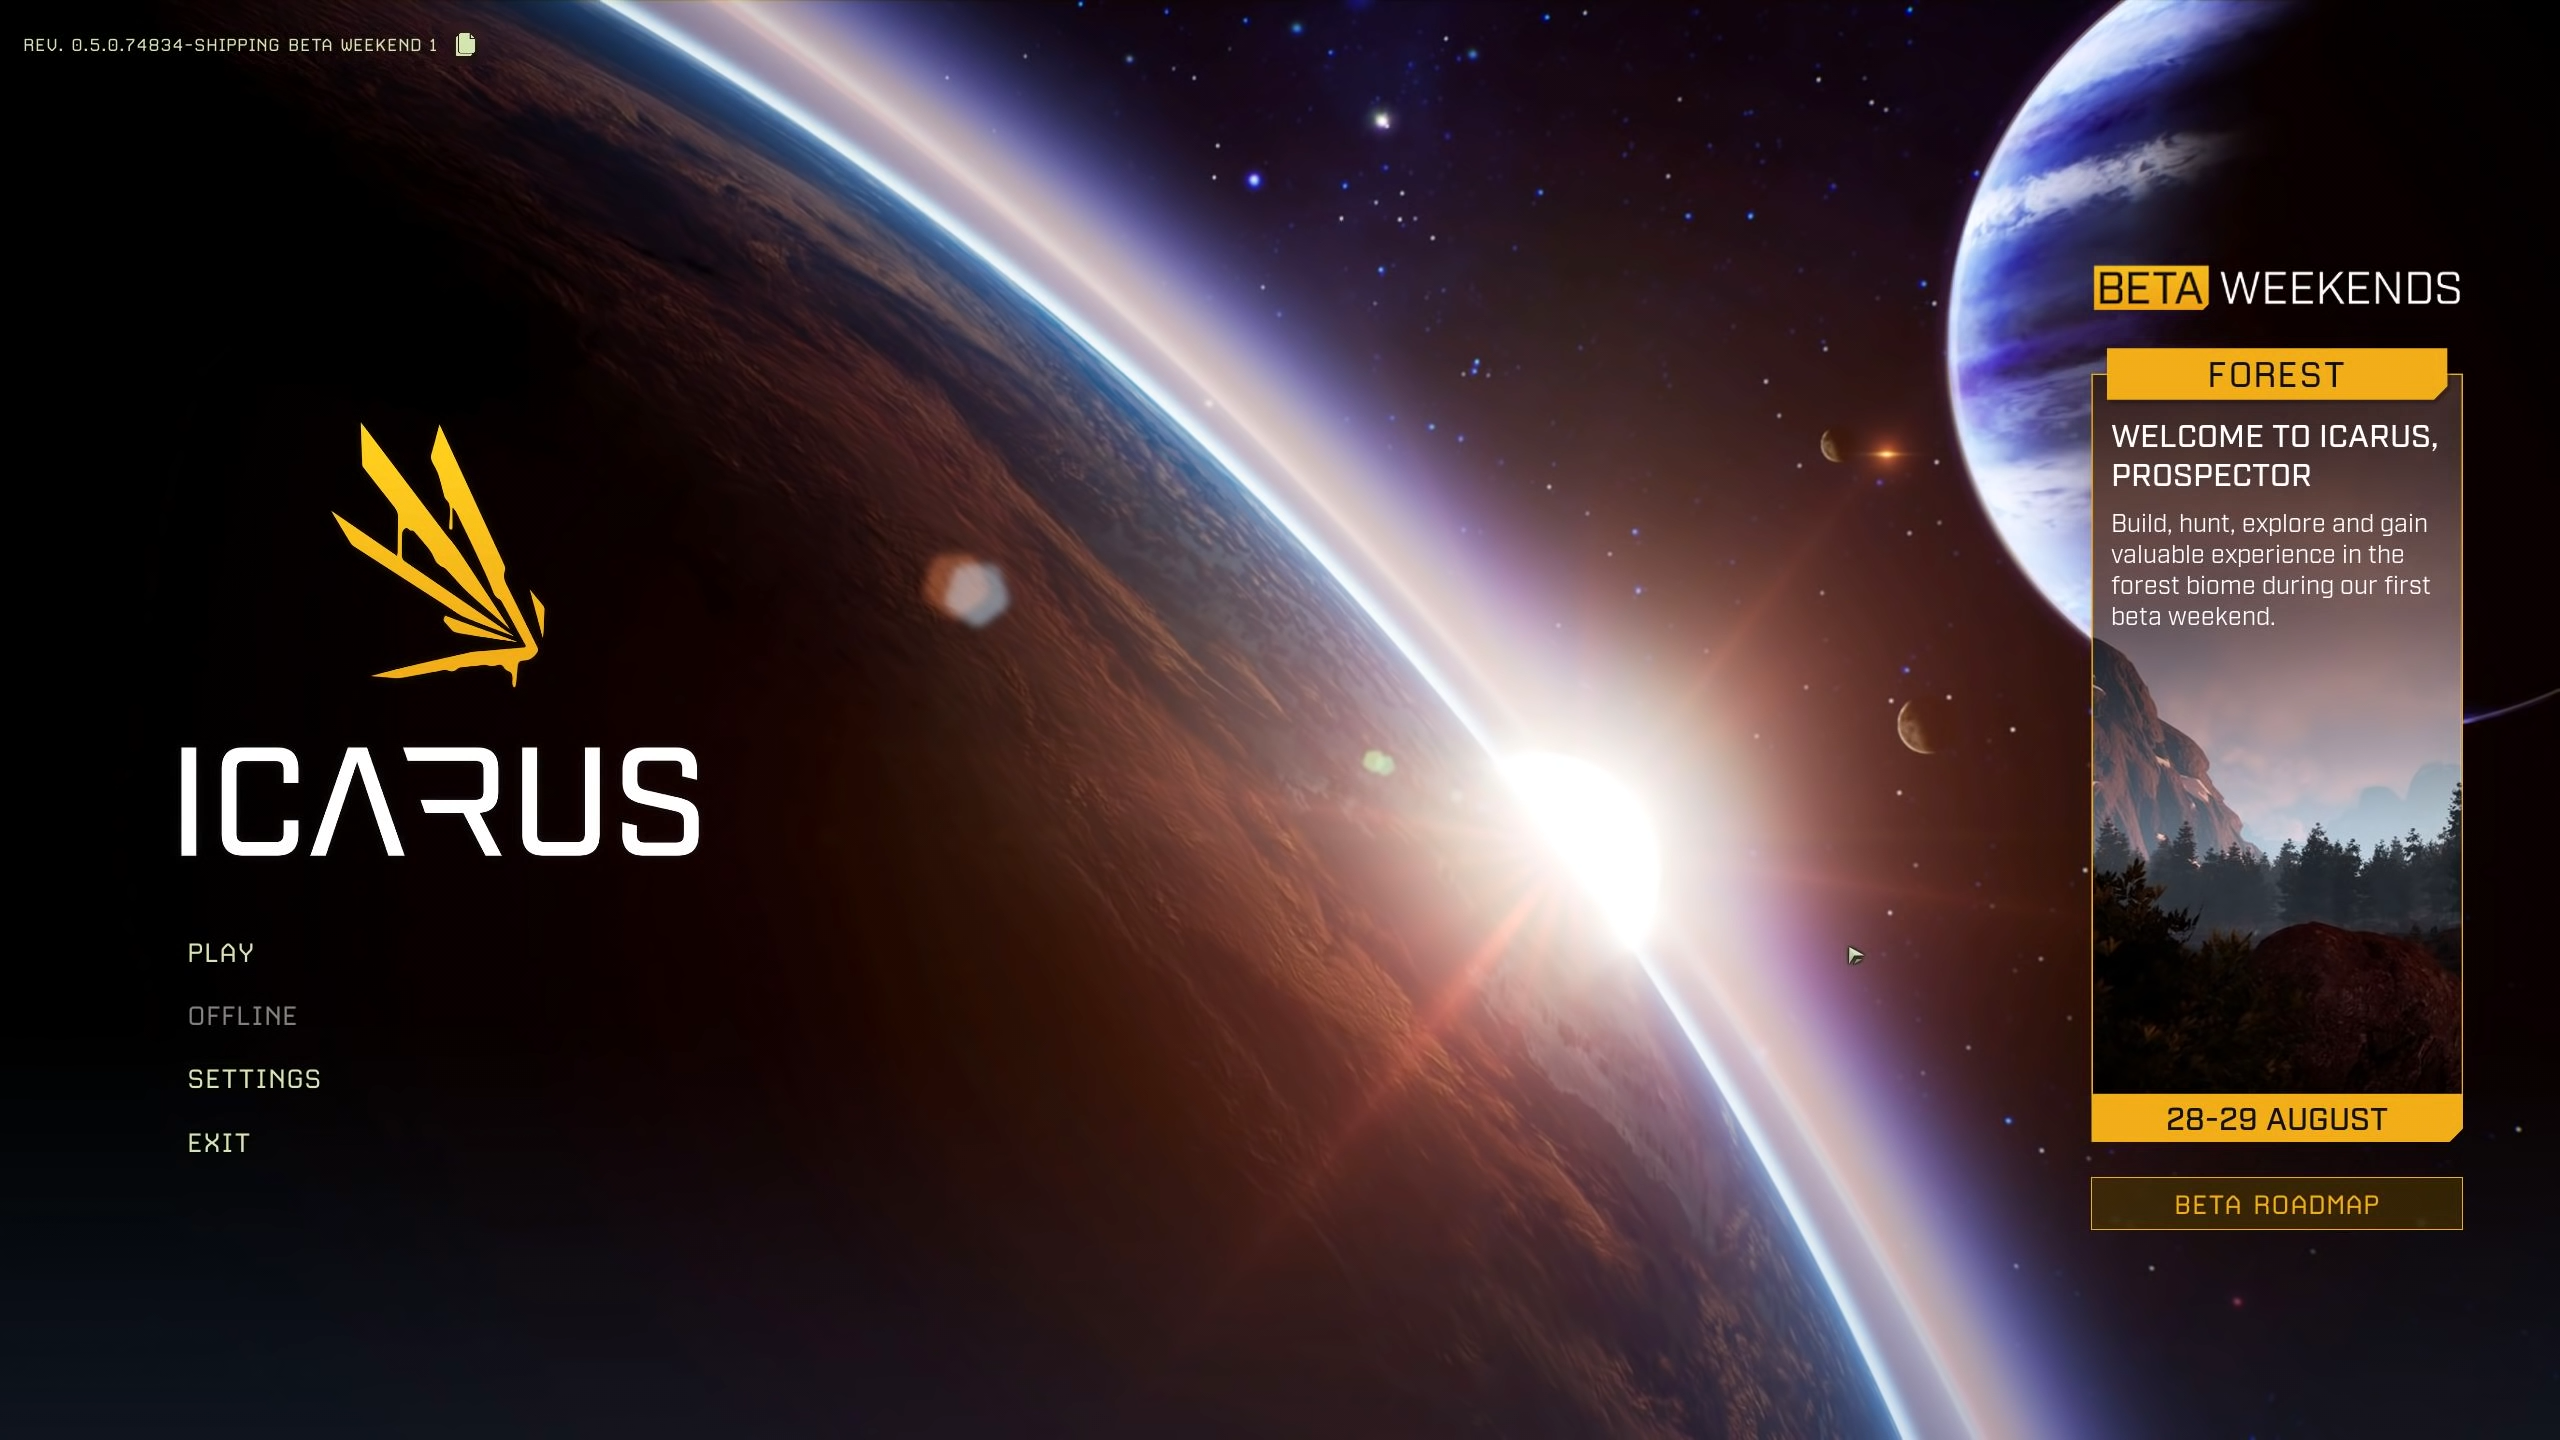 REV. 0.5.0.74834-SHIPPING BETA WEEKEND 1
ICARUS
PLAY
OFFLINE
SETTINGS
EXIT
BETA WEEKENDS
FOREST
WELCOME TO ICARUS,
PROSPECTOR
Build, hunt, explore and gain
valuable experience in the
forest biome during our first
beta weekend.
28-29 AUGUST
BETA ROADMAP